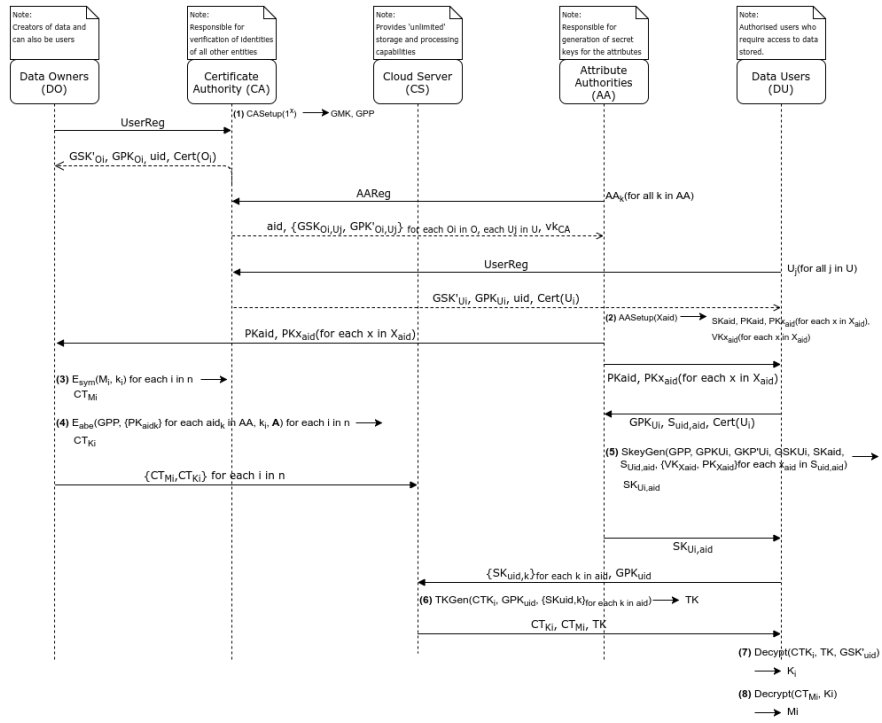 Note:
Creators of data and
can also be users
Note:
Responsible for
verification of identities
of all other entities
Note:
Provides 'unlimited'
storage and processing
capabilities
Note:
Responsible for
generation of secret
keys for the attributes
Note:
Authorised users who
require access to data
stored.
Data Owners
(DO)
Certificate
Authority (CA)
Cloud Server
(CS)
Attribute
Authorities
(AA)
Data Users
(DU)
(1) CASetup(1^x) → GMK, GPP
UserReg
GSK'Oi, GPKOi, uid, Cert(Oi)
AAReg
AAk(for all k in AA)
aid, {GSKOi,Uj, GPK'Oi,Uj} for each Oi in O, each Uj in U, vkCA
UserReg
Uj(for all j in U)
GSK'Ui, GPKUi, uid, Cert(Ui)
(2) AASetup(Xaid) → SKaid, PKaid, PKxaid(for each x in Xaid),
VKxaid(for each x in Xaid)
PKaid, PKxaid(for each x in Xaid)
PKaid, PKxaid(for each x in Xaid)
(3) Esym(Mi, ki) for each i in n →
CTMi
GPKUi, Suid,aid, Cert(Ui)
(4) Eabe(GPP, {PKaidk} for each aidk in AA, ki, A) for each i in n →
CTKi
(5) SkeyGen(GPP, GPKUi, GKP'Ui, GSKUi, SKaid,
SUid,aid, {VKXaid, PKXaid}for each xaid in Suid,aid) →
SKUi,aid
{CTMi,CTKi} for each i in n
SKUi,aid
{SKuid,k}for each k in aid, GPKuid
(6) TKGen(CTKi, GPKuid, {SKuid,k}for each k in aid) → TK
CTKi, CTMi, TK
(7) Decypt(CTKi, TK, GSK'uid)
→ Ki
(8) Decrypt(CTMi, Ki)
→ Mi